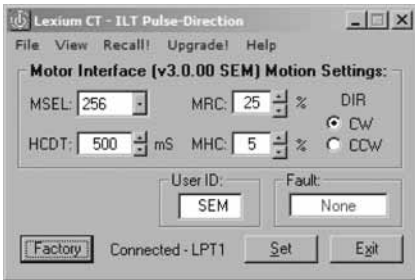 Lexium CT - ILT Pulse-Direction
File View Recall! Upgrade! Help
Motor Interface (v3.0.00 SEM) Motion Settings:
MSEL: 256 MRC: 25 % DIR
CW
HCDT: 500 mS MHC: 5 % CCW
User ID: Fault:
SEM None
Factory Connected - LPT1 Set Exit